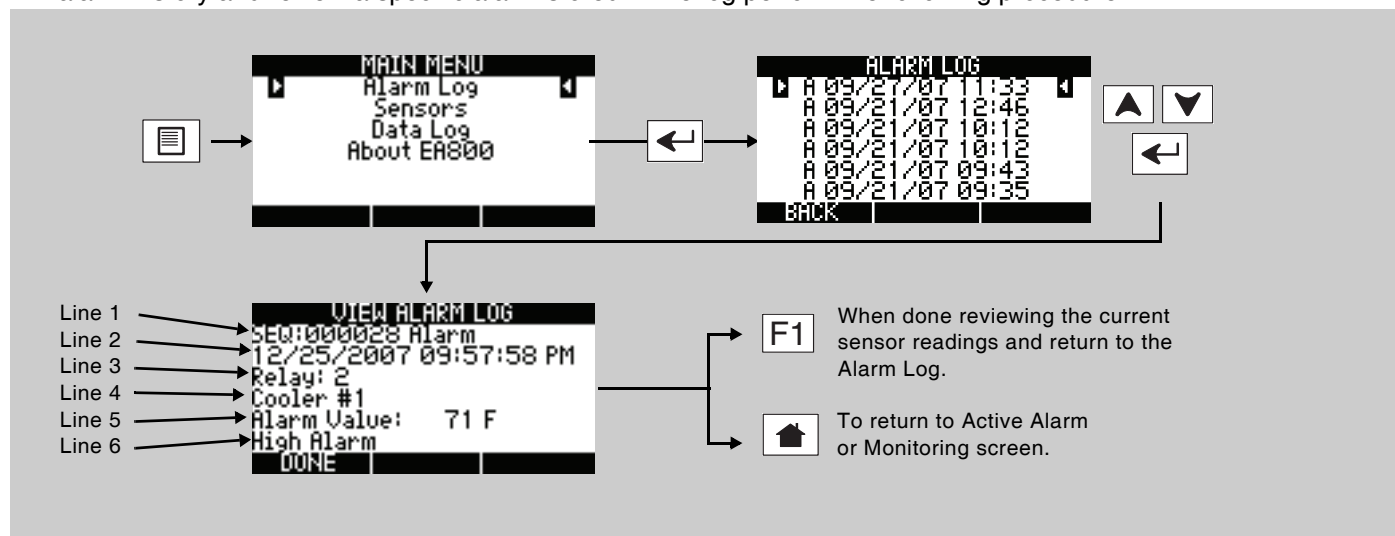 MAIN MENU
Alarm Log
Sensors
Data Log
About EA800
ALARM LOG
A 09/27/07 11:33
A 09/21/07 12:46
A 09/21/07 10:12
A 09/21/07 10:12
A 09/21/07 09:43
A 09/21/07 09:35
BACK
Line 1
Line 2
Line 3
Line 4
Line 5
Line 6
VIEW ALARM LOG
SEQ:000028 Alarm
12/25/2007 09:57:58 PM
Relay: 2
Cooler #1
Alarm Value: 71 F
High Alarm
DONE
F1
When done reviewing the current
sensor readings and return to the
Alarm Log.
To return to Active Alarm
or Monitoring screen.